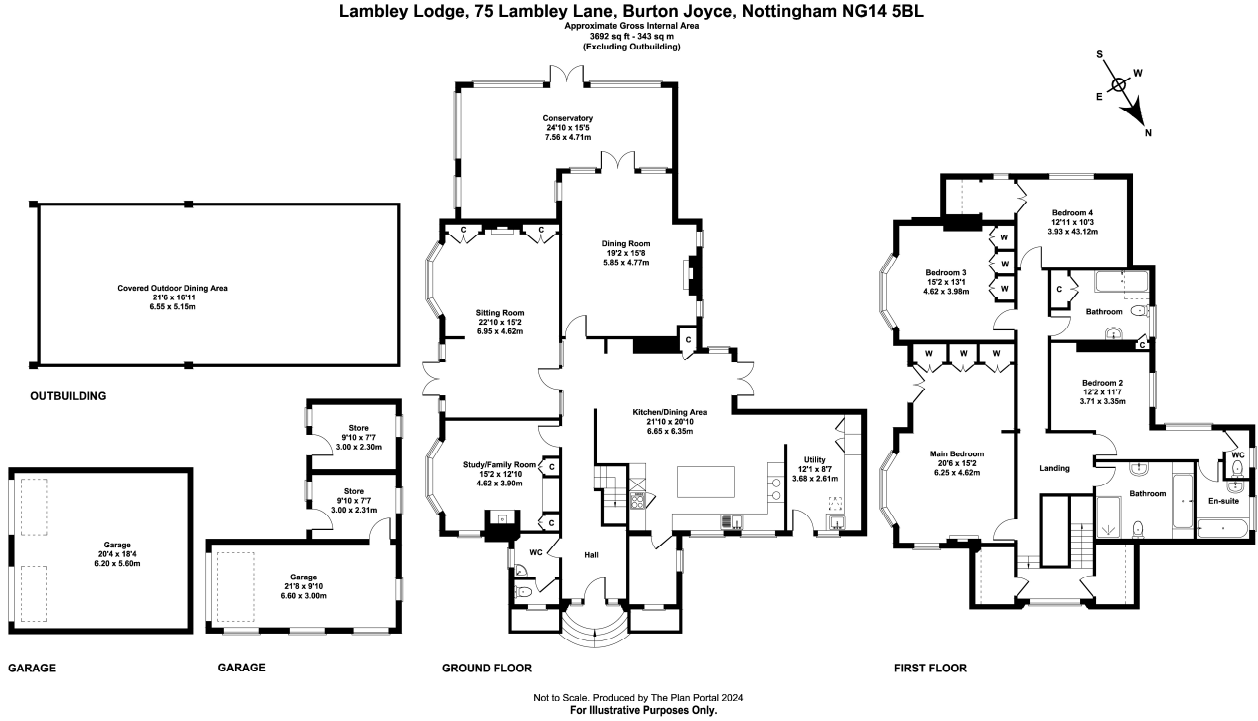 Lambley Lodge, 75 Lambley Lane, Burton Joyce, Nottingham NG14 5BL
Approximate Gross Internal Area
3692 sq ft - 343 sq m
(Excluding Outbuilding)
S
W
E
N
Conservatory
24'10 x 15'5
7.56 x 4.71m
Dining Room
19'2 x 15'8
5.85 x 4.77m
C
C
Sitting Room
22'10 x 15'2
6.95 x 4.62m
C
Kitchen/Dining Area
21'10 x 20'10
6.65 x 6.35m
Utility
12'1 x 8'7
3.68 x 2.61m
Study/Family Room
15'2 x 12'10
4.62 x 3.90m
C
C
WC
Hall
GROUND FLOOR
Covered Outdoor Dining Area
21'6 x 16'11
6.55 x 5.15m
OUTBUILDING
Store
9'10 x 7'7
3.00 x 2.30m
Store
9'10 x 7'7
3.00 x 2.31m
Garage
20'4 x 18'4
6.20 x 5.60m
Garage
21'8 x 9'10
6.60 x 3.00m
GARAGE
GARAGE
Bedroom 4
12'11 x 10'3
3.93 x 43.12m
Bedroom 3
15'2 x 13'1
4.62 x 3.98m
W
W
W
C
Bathroom
C
W
W
W
Bedroom 2
12'2 x 11'7
3.71 x 3.35m
Main Bedroom
20'6 x 15'2
6.25 x 4.62m
Landing
WC
Bathroom
En-suite
FIRST FLOOR
Not to Scale. Produced by The Plan Portal 2024
For Illustrative Purposes Only.